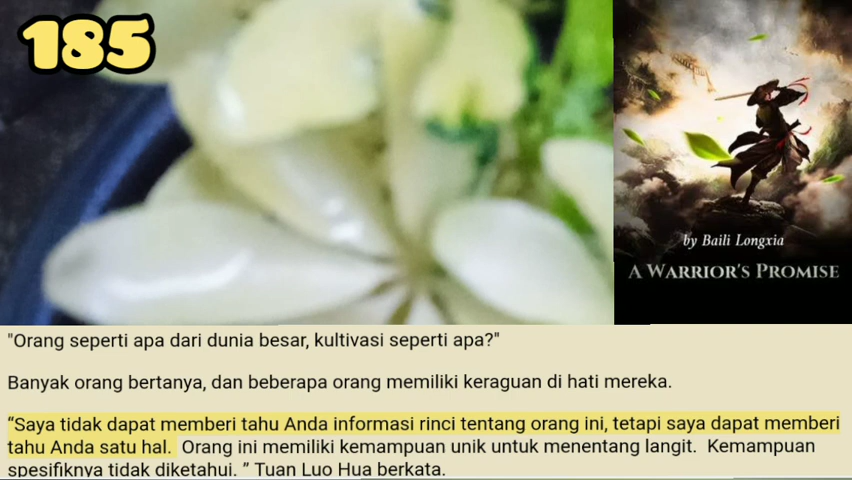 185
by Baili Longxia
A WARRIOR'S PROMISE
"Orang seperti apa dari dunia besar, kultivasi seperti apa?"
Banyak orang bertanya, dan beberapa orang memiliki keraguan di hati mereka.
“Saya tidak dapat memberi tahu Anda informasi rinci tentang orang ini, tetapi saya dapat memberi
tahu Anda satu hal. Orang ini memiliki kemampuan unik untuk menentang langit. Kemampuan
spesifiknya tidak diketahui. ” Tuan Luo Hua berkata.